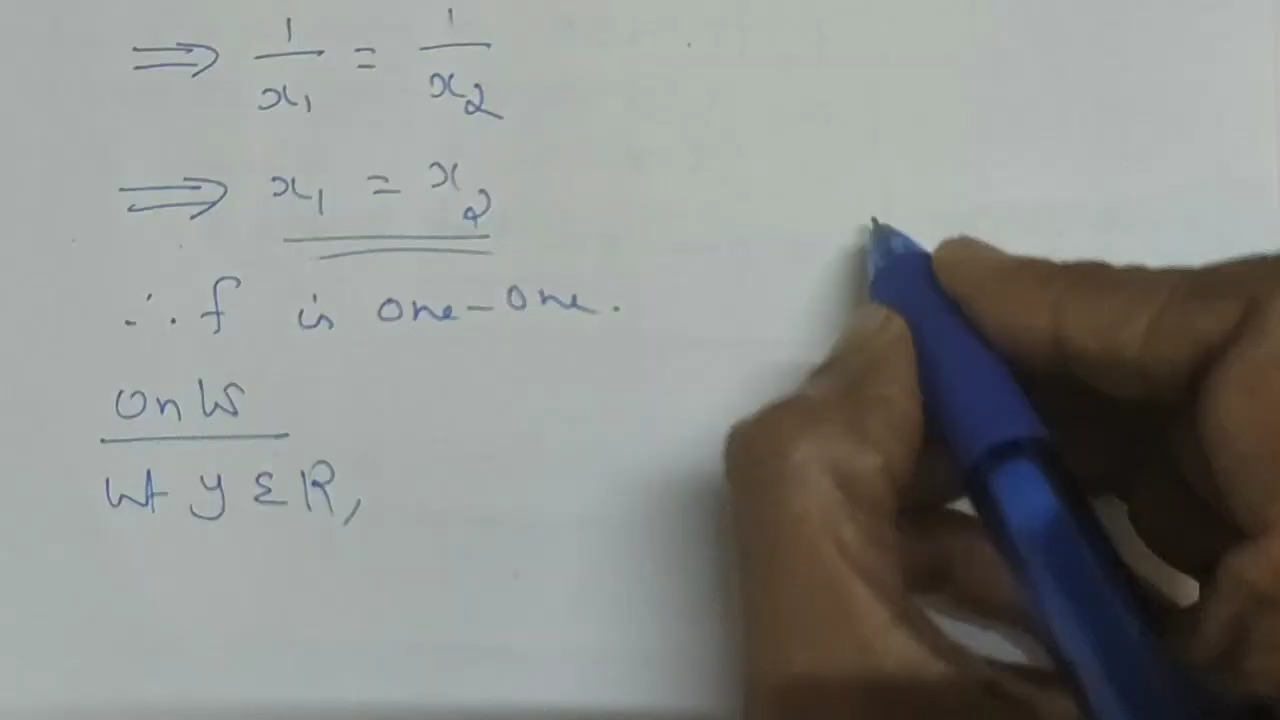 ⇒ 1/x₁ = 1/x₂
⇒ x₁ = x₂
∴ f is one-one.
onto
let y ∈ R,